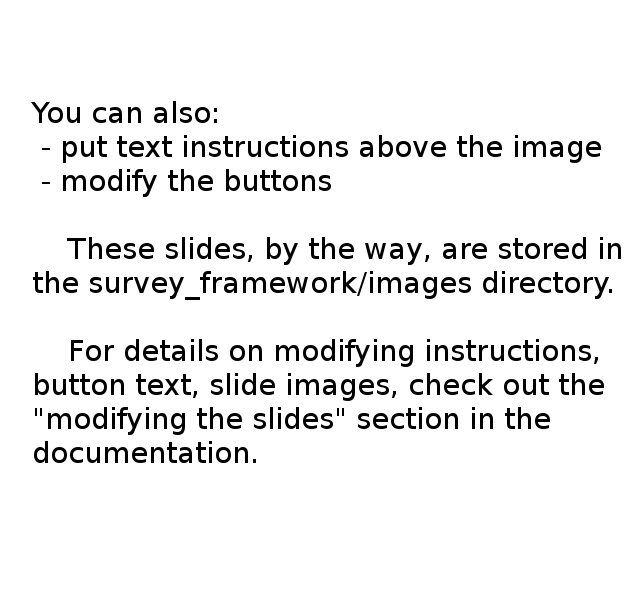 You can also:
 - put text instructions above the image
 - modify the buttons
These slides, by the way, are stored in
the survey_framework/images directory.
For details on modifying instructions,
button text, slide images, check out the
"modifying the slides" section in the
documentation.